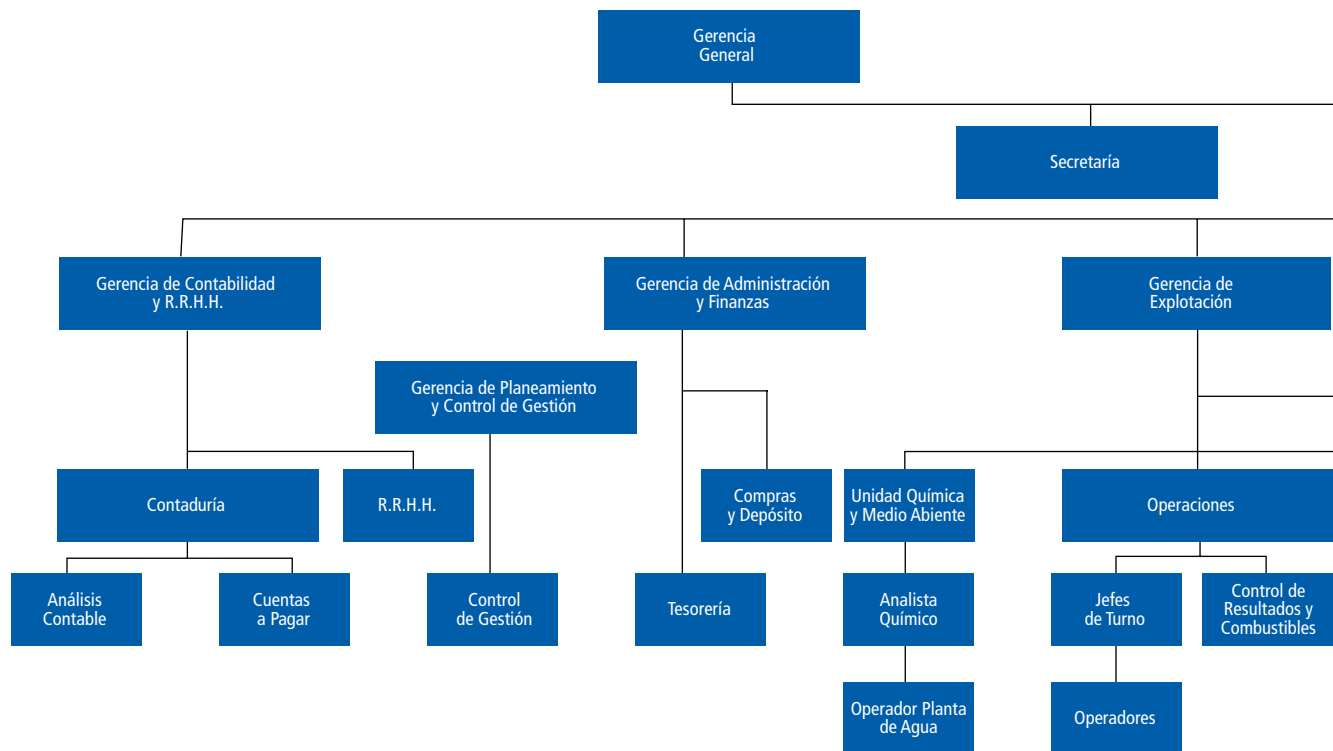 Gerencia
General
Secretaría
Gerencia de Contabilidad
y R.R.H.H.
Gerencia de Administración
y Finanzas
Gerencia de
Explotación
Gerencia de Planeamiento
y Control de Gestión
Contaduría
R.R.H.H.
Compras
y Depósito
Unidad Química
y Medio Abiente
Operaciones
Análisis
Contable
Cuentas
a Pagar
Control
de Gestión
Tesorería
Analista
Químico
Jefes
de Turno
Control de
Resultados y
Combustibles
Operador Planta
de Agua
Operadores